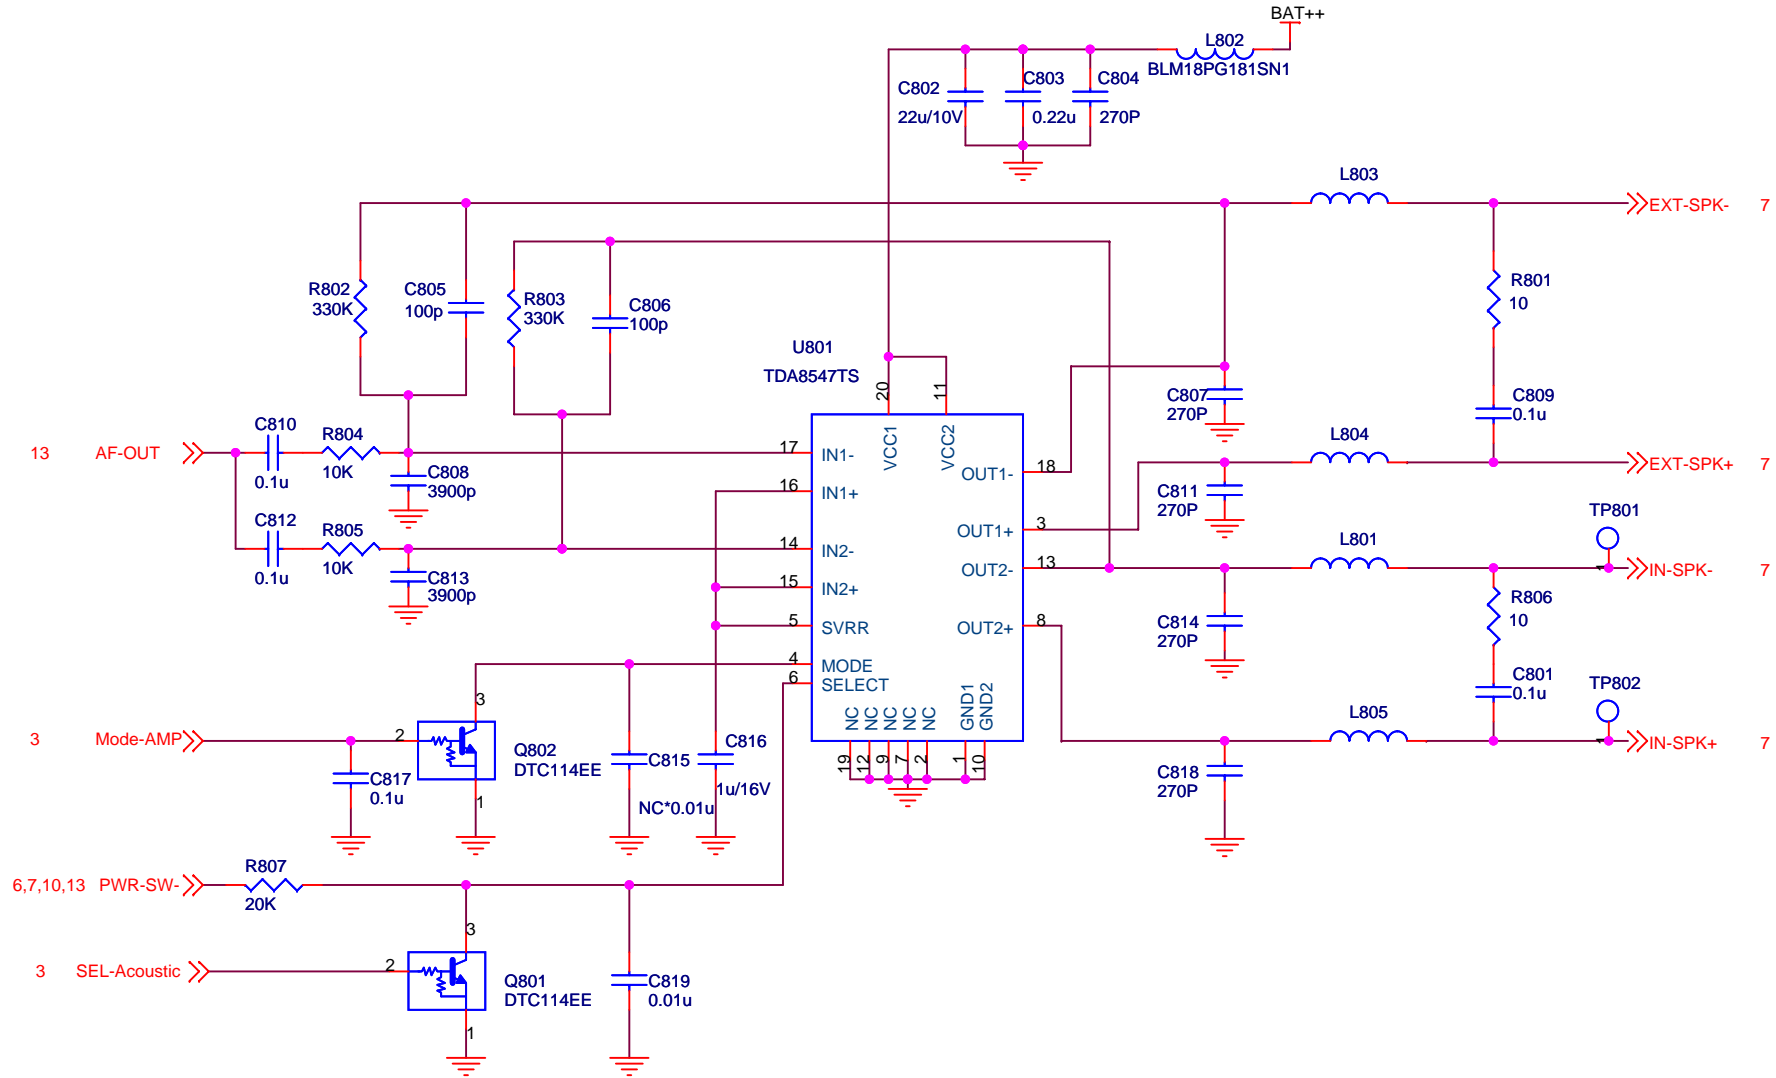 BAT++
L802
BLM18PG181SN1
C802
22u/10V
C803
0.22u
C804
270P
L803
EXT-SPK- 7
R802
330K
C805
100p
R803
330K
C806
100p
R801
10
U801
TDA8547TS
20
11
C807
270P
C809
0.1u
13 AF-OUT
C810
0.1u
R804
10K
C808
3900p
17
IN1-
VCC1
VCC2
OUT1-
18
L804
EXT-SPK+ 7
16
IN1+
C811
270P
C812
0.1u
R805
10K
C813
3900p
14
IN2-
OUT1+
3
L801
TP801
15
IN2+
OUT2-
13
IN-SPK- 7
5
SVRR
OUT2+
8
C814
270P
R806
10
4
MODE
6
SELECT
NC
NC
NC
NC
NC
GND1
GND2
19
12
9
7
2
1
10
C801
0.1u
TP802
L805
IN-SPK+ 7
C818
270P
3 Mode-AMP
2
3
1
Q802
DTC114EE
C817
0.1u
C815
NC*0.01u
C816
1u/16V
6,7,10,13 PWR-SW-
R807
20K
3 SEL-Acoustic
2
3
1
Q801
DTC114EE
C819
0.01u